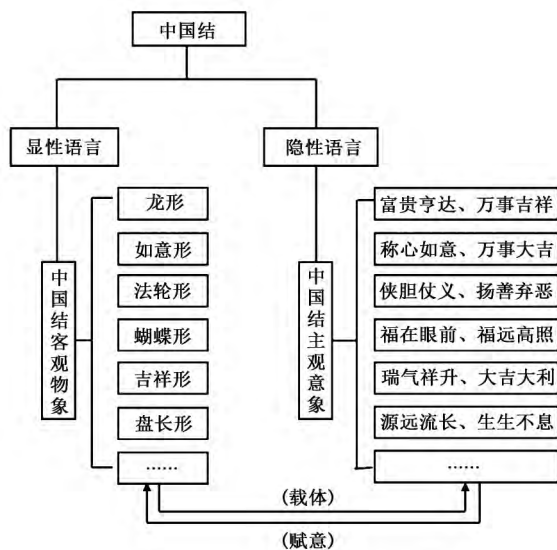 中国结
显性语言
隐性语言
中国结客观物象
龙形
如意形
法轮形
蝴蝶形
吉祥形
盘长形
……
中国结主观意象
富贵亨达、万事吉祥
称心如意、万事大吉
侠胆仗义、扬善弃恶
福在眼前、福远高照
瑞气祥升、大吉大利
源远流长、生生不息
……
(载体)
(赋意)